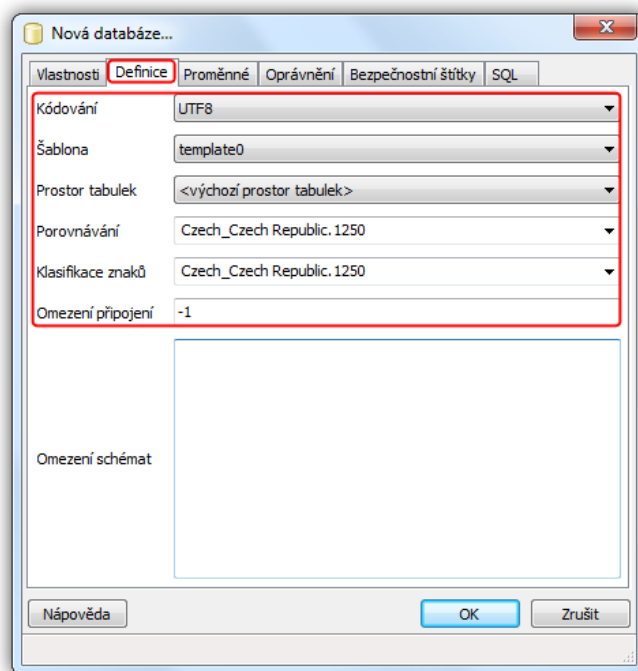 Nová databáze...
Vlastnosti Definice Proměnné Oprávnění Bezpečnostní štítky SQL
Kódování UTF8
Šablona template0
Prostor tabulek <výchozí prostor tabulek>
Porovnávání Czech_Czech Republic.1250
Klasifikace znaků Czech_Czech Republic.1250
Omezení připojení -1
Omezení schémat
Nápověda OK Zrušit